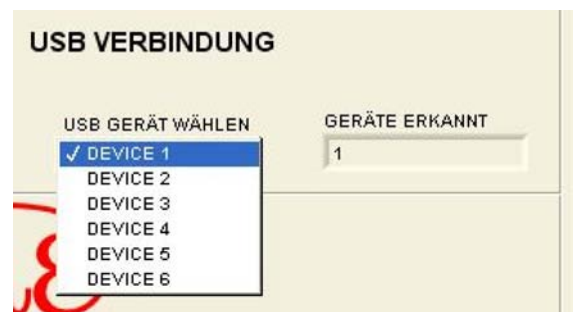 USB VERBINDUNG
USB GERÄT WÄHLEN
GERÄTE ERKANNT
✓ DEVICE 1
1
DEVICE 2
DEVICE 3
DEVICE 4
DEVICE 5
DEVICE 6